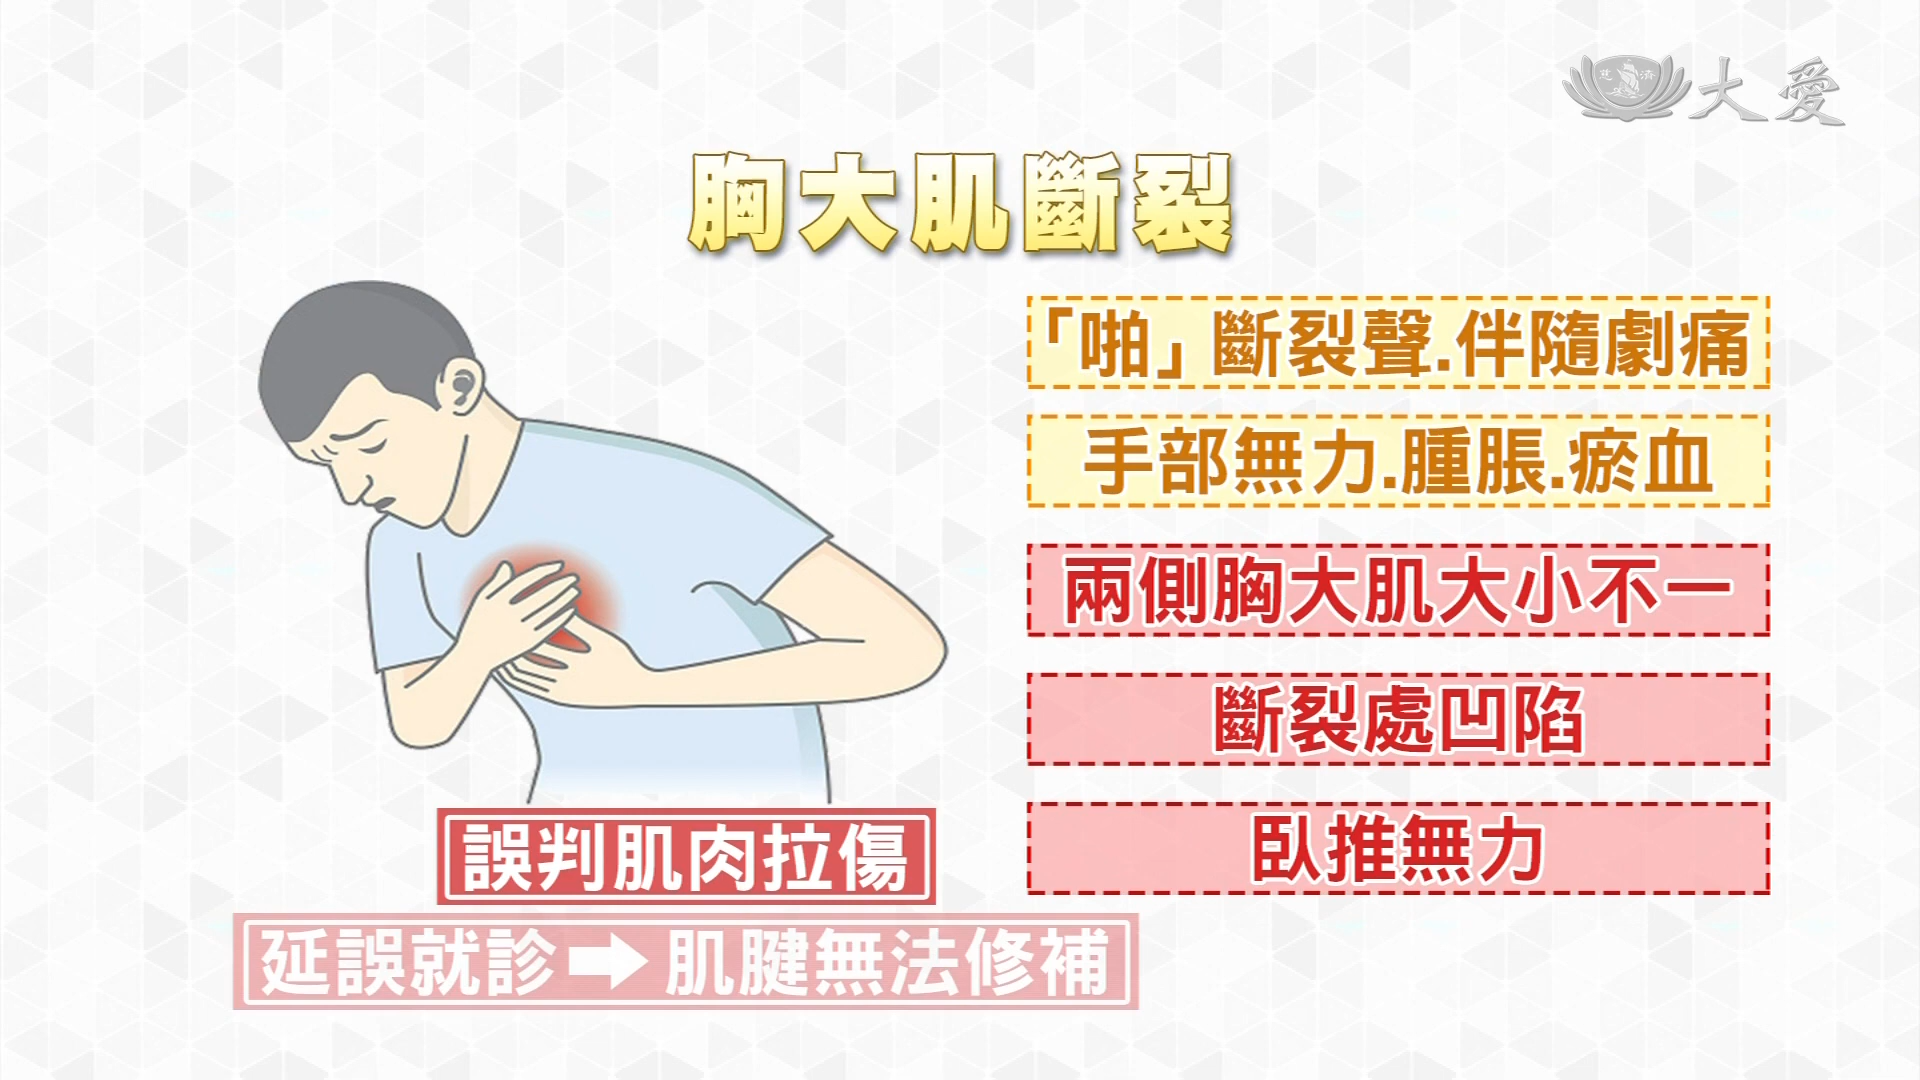 大愛
慈濟
胸大肌斷裂
「啪」斷裂聲.伴隨劇痛
手部無力.腫脹.瘀血
兩側胸大肌大小不一
斷裂處凹陷
臥推無力
誤判肌肉拉傷
延誤就診➡肌腱無法修補